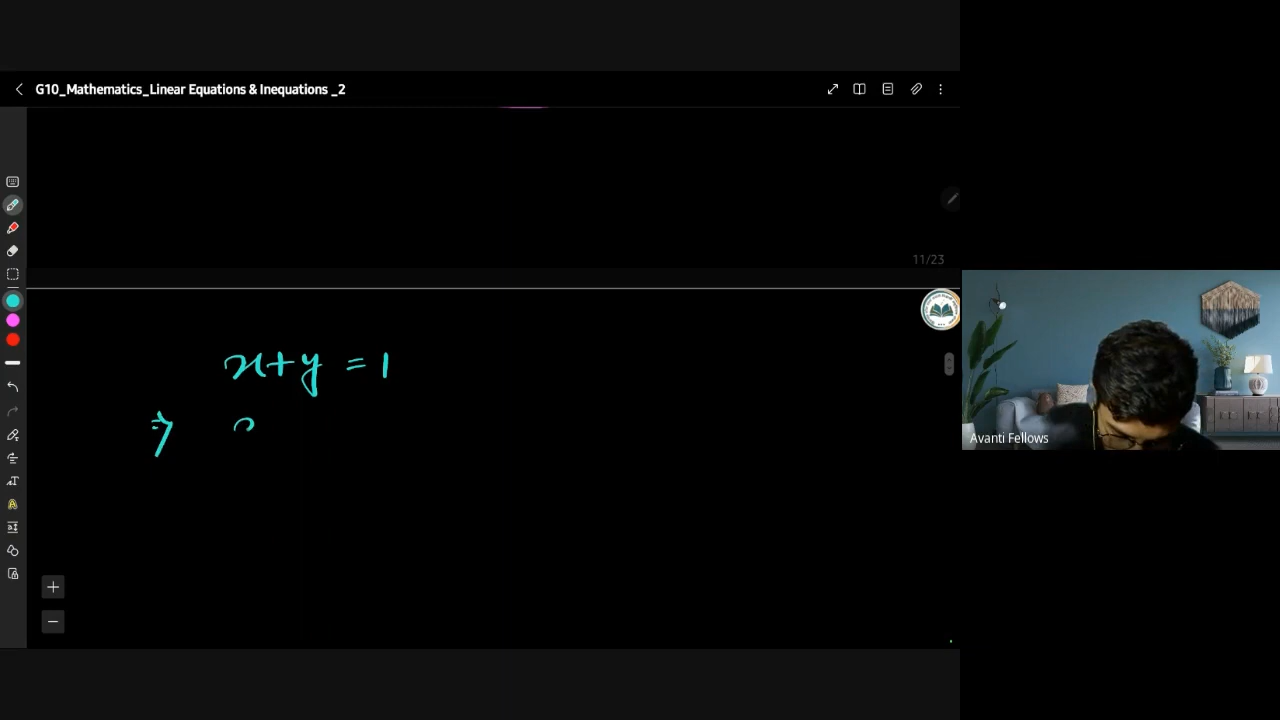 G10_Mathematics_Linear Equations & Inequations _2
11/23
x+y = 1
⇒
Avanti Fellows